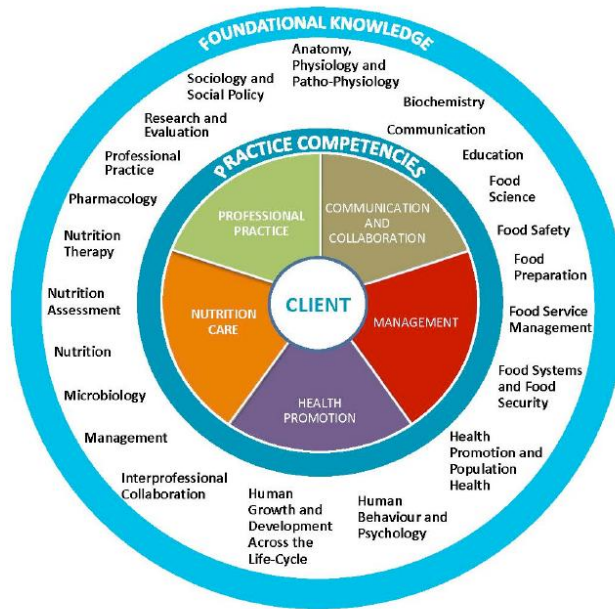 FOUNDATIONAL KNOWLEDGE
Anatomy,
Physiology and
Patho-Physiology
Biochemistry
Communication
Education
Food
Science
Food Safety
Food
Preparation
Food Service
Management
Food Systems
and Food
Security
Health
Promotion and
Population
Health
Human
Behaviour and
Psychology
Human
Growth and
Development
Across the
Life-Cycle
Interprofessional
Collaboration
Management
Microbiology
Nutrition
Nutrition
Assessment
Nutrition
Therapy
Pharmacology
Professional
Practice
Research and
Evaluation
Sociology and
Social Policy
PRACTICE COMPETENCIES
PROFESSIONAL
PRACTICE
COMMUNICATION
AND
COLLABORATION
MANAGEMENT
HEALTH
PROMOTION
NUTRITION
CARE
CLIENT